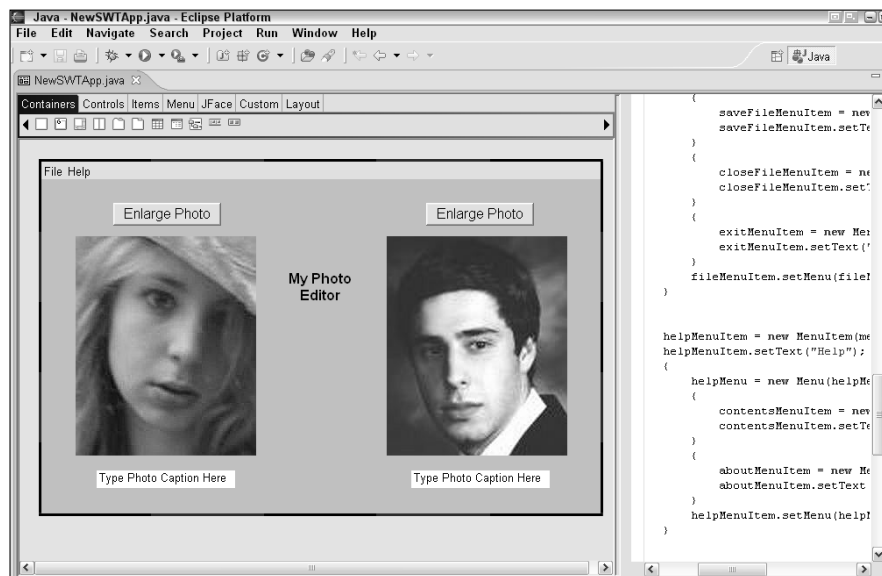 Java - NewSWTApp.java - Eclipse Platform
File Edit Navigate Search Project Run Window Help
Java
NewSWTApp.java
Containers Controls Items Menu JFace Custom Layout
File Help
Enlarge Photo
Enlarge Photo
My Photo
Editor
Type Photo Caption Here
Type Photo Caption Here
{
saveFileMenuItem = new
saveFileMenuItem.setT
}
{
closeFileMenuItem = ne
closeFileMenuItem.setT
}
{
exitMenuItem = new Men
exitMenuItem.setText("
}
fileMenuItem.setMenu(fileM
}
helpMenuItem = new MenuItem(me
helpMenuItem.setText("Help");
{
helpMenu = new Menu(helpMe
{
contentsMenuItem = new
contentsMenuItem.setTe
}
{
aboutMenuItem = new Me
aboutMenuItem.setText
}
helpMenuItem.setMenu(helpM
}